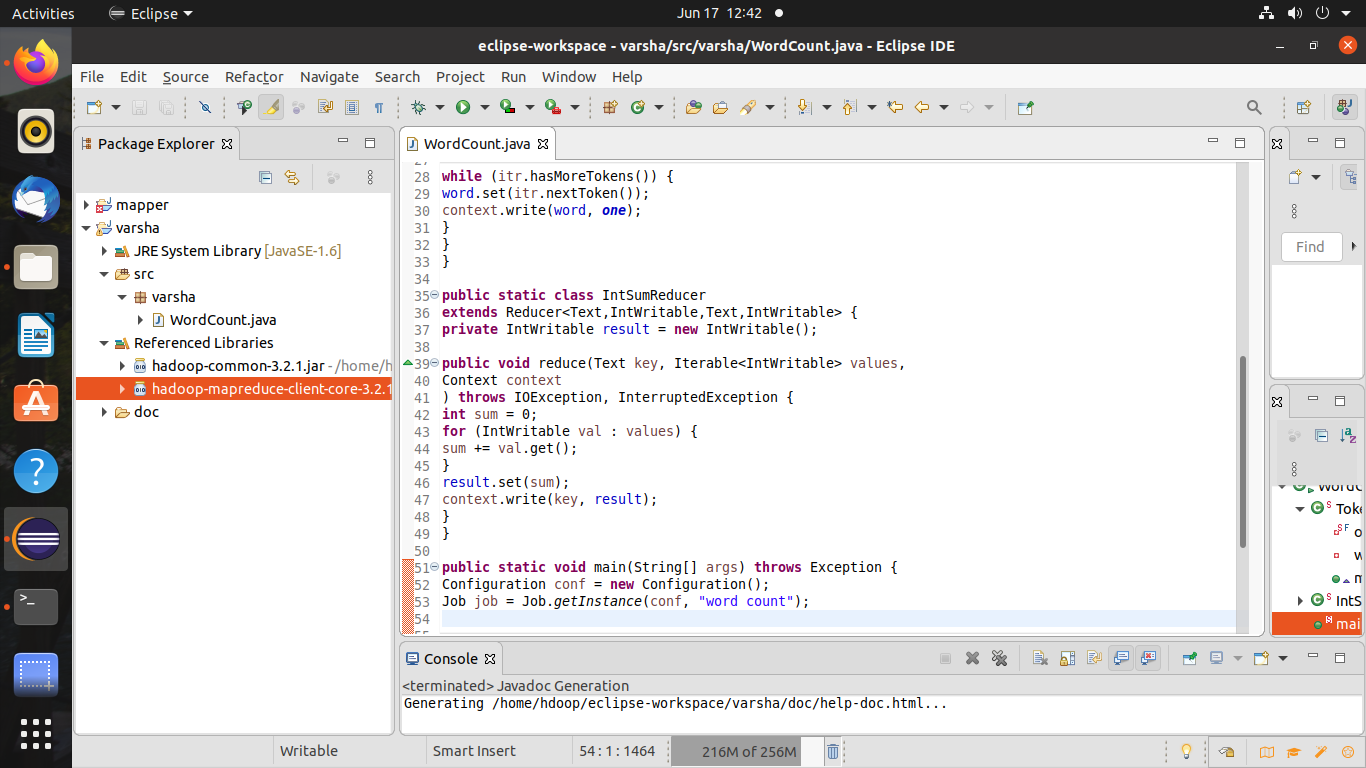 Activities
Eclipse
Jun 17 12:42
eclipse-workspace - varsha/src/varsha/WordCount.java - Eclipse IDE
File Edit Source Refactor Navigate Search Project Run Window Help
Package Explorer
mapper
varsha
JRE System Library [JavaSE-1.6]
src
varsha
WordCount.java
Referenced Libraries
hadoop-common-3.2.1.jar - /home/h
hadoop-mapreduce-client-core-3.2.1
doc
WordCount.java
28 while (itr.hasMoreTokens()) {
29 word.set(itr.nextToken());
30 context.write(word, one);
31 }
32 }
33 }
34
35 public static class IntSumReducer
36 extends Reducer<Text,IntWritable,Text,IntWritable> {
37 private IntWritable result = new IntWritable();
38
39 public void reduce(Text key, Iterable<IntWritable> values,
40 Context context
41 ) throws IOException, InterruptedException {
42 int sum = 0;
43 for (IntWritable val : values) {
44 sum += val.get();
45 }
46 result.set(sum);
47 context.write(key, result);
48 }
49 }
50
51 public static void main(String[] args) throws Exception {
52 Configuration conf = new Configuration();
53 Job job = Job.getInstance(conf, "word count");
54
Find
Toke
IntS
mai
Console
<terminated> Javadoc Generation
Generating /home/hdoop/eclipse-workspace/varsha/doc/help-doc.html...
Writable
Smart Insert
54 : 1 : 1464
216M of 256M